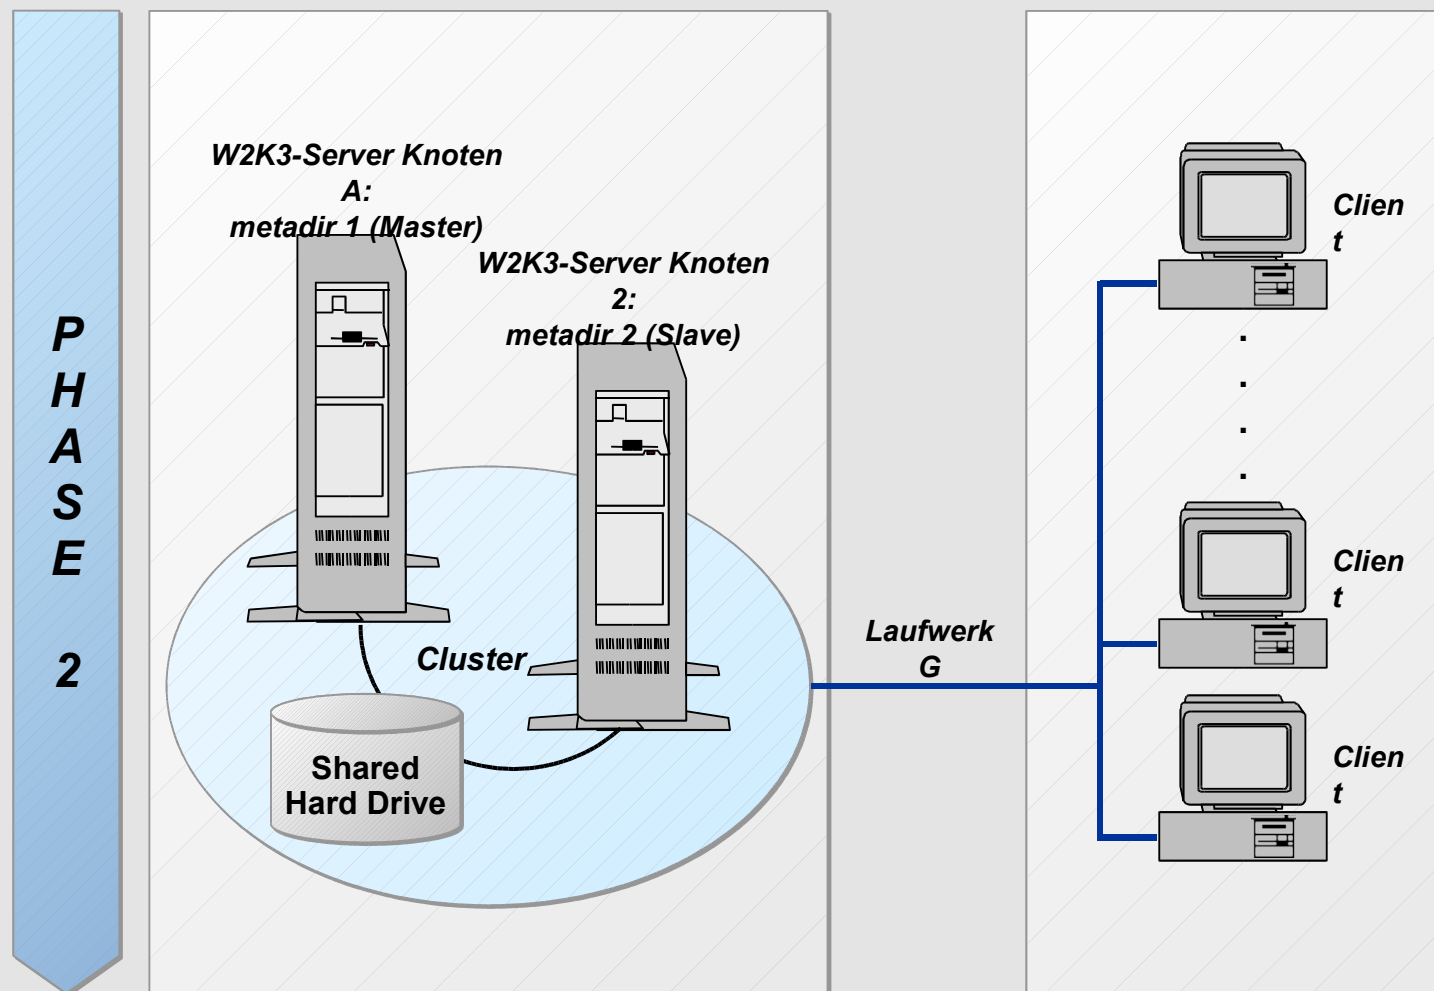 P
H
A
S
E
2
W2K3-Server Knoten
A:
metadir 1 (Master)
W2K3-Server Knoten
2:
metadir 2 (Slave)
Cluster
Shared
Hard Drive
Laufwerk
G
Clien
t
.
.
.
.
Clien
t
Clien
t